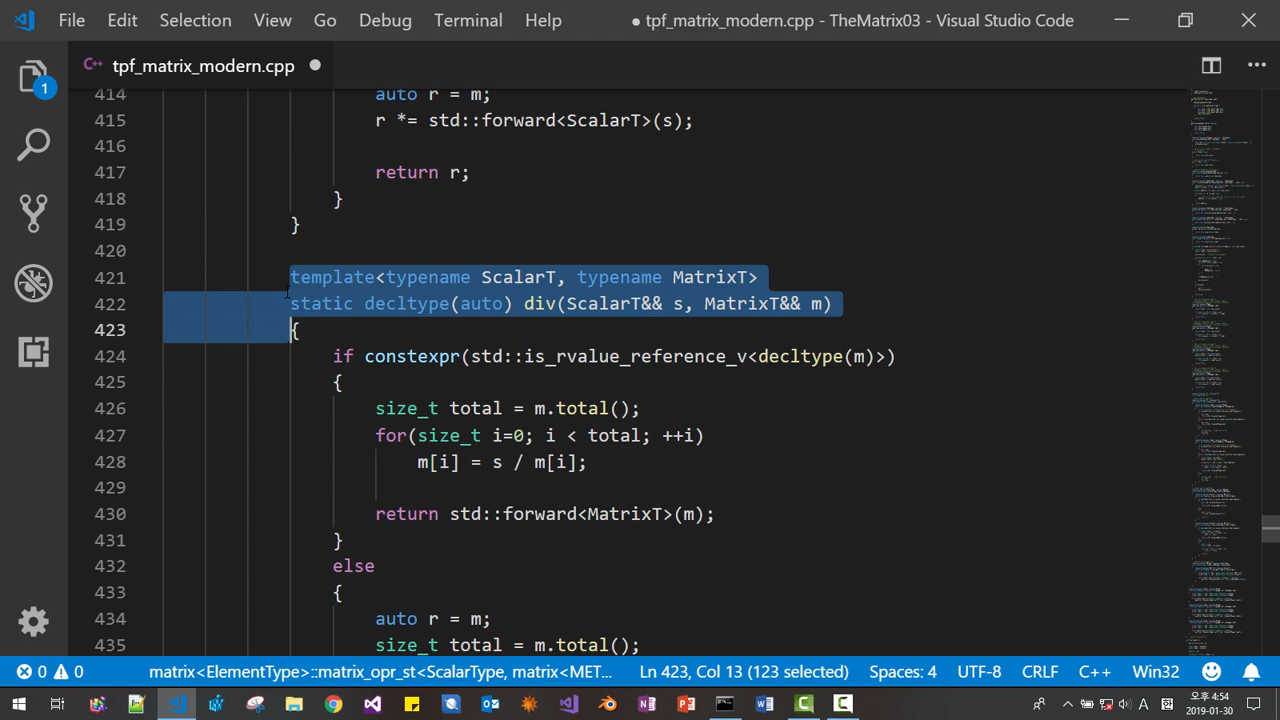 File Edit Selection View Go Debug Terminal Help ● tpf_matrix_modern.cpp - TheMatrix03 - Visual Studio Code
C++ tpf_matrix_modern.cpp ●
1
414 auto r = m;
415 r *= std::forward<ScalarT>(s);
416
417 return r;
418 }
419 }
420
421 template<typename ScalarT, typename MatrixT>
422 static decltype(auto) div(ScalarT&& s, MatrixT&& m)
423 {
424 if constexpr(std::is_rvalue_reference_v<decltype(m)>)
425 {
426 size_t total = m.total();
427 for(size_t i=0; i < total; ++i)
428 m[i] = s / m[i];
429
430 return std::forward<MatrixT>(m);
431 }
432 else
433 {
434 auto r = m;
435 size_t total = m.total();
0 0 matrix<ElementType>::matrix_opr_st<ScalarType, matrix<MET... Ln 423, Col 13 (123 selected) Spaces: 4 UTF-8 CRLF C++ Win32
A 오후 4:54
2019-01-30